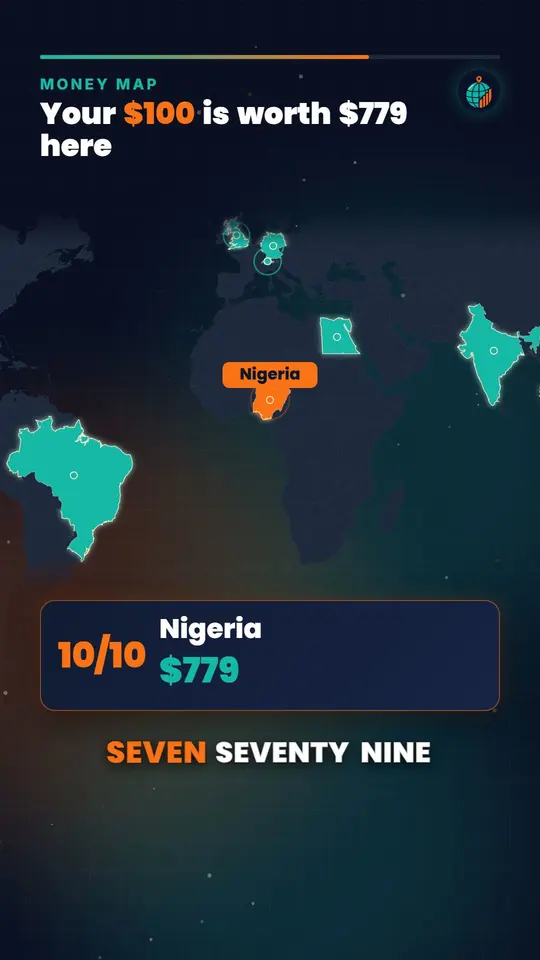 MONEY MAP
Your $100 is worth $779
here
Nigeria
10/10
Nigeria
$779
SEVEN SEVENTY NINE